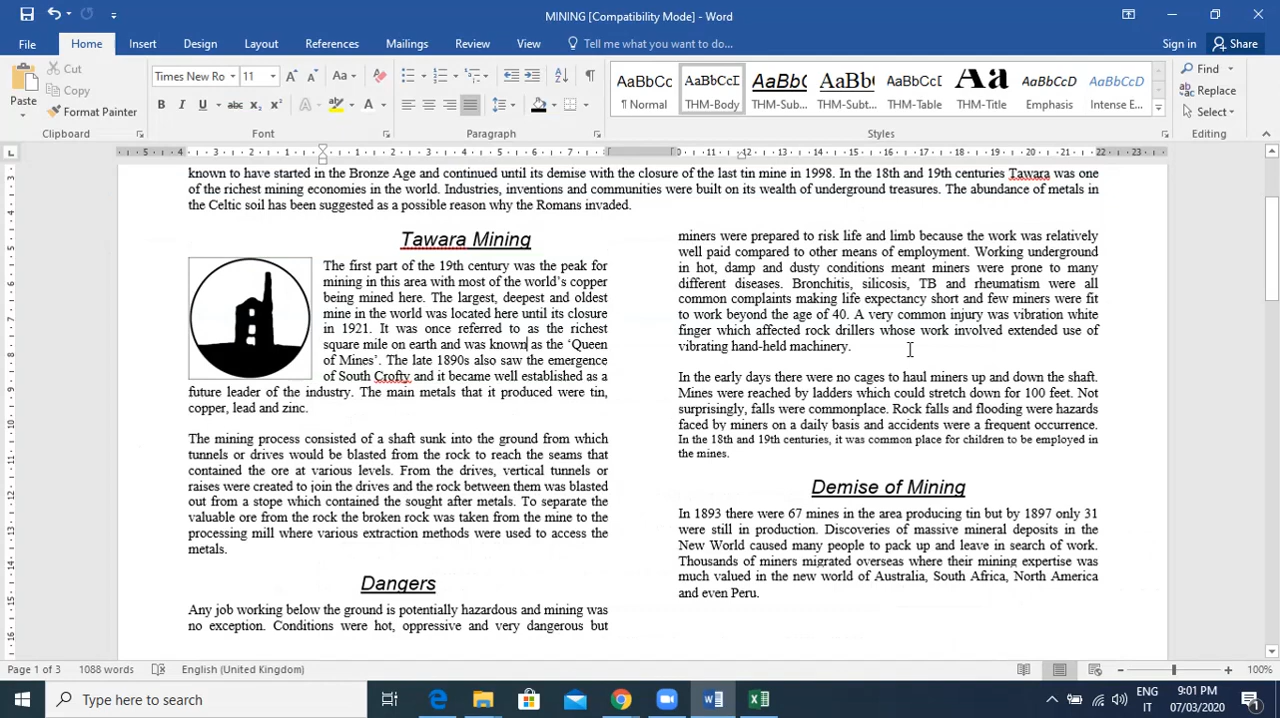 MINING [Compatibility Mode] - Word
File Home Insert Design Layout References Mailings Review View Tell me what you want to do... Sign in Share
Paste Cut Copy Format Painter
Times New Ro 11
AaBbCc AaBbCcI AaBbC AaBb AaBbCcI Aa AaBbCcD AaBbCcD
¶ Normal THM-Body THM-Sub... THM-Subt... THM-Table THM-Title Emphasis Intense E...
Find Replace Select
Clipboard Font Paragraph Styles Editing
known to have started in the Bronze Age and continued until its demise with the closure of the last tin mine in 1998. In the 18th and 19th centuries Tawara was one
of the richest mining economies in the world. Industries, inventions and communities were built on its wealth of underground treasures. The abundance of metals in
the Celtic soil has been suggested as a possible reason why the Romans invaded.
Tawara Mining
The first part of the 19th century was the peak for
mining in this area with most of the world's copper
being mined here. The largest, deepest and oldest
mine in the world was located here until its closure
in 1921. It was once referred to as the richest
square mile on earth and was known as the 'Queen
of Mines'. The late 1890s also saw the emergence
of South Crofty and it became well established as a
future leader of the industry. The main metals that it produced were tin,
copper, lead and zinc.
The mining process consisted of a shaft sunk into the ground from which
tunnels or drives would be blasted from the rock to reach the seams that
contained the ore at various levels. From the drives, vertical tunnels or
raises were created to join the drives and the rock between them was blasted
out from a stope which contained the sought after metals. To separate the
valuable ore from the rock the broken rock was taken from the mine to the
processing mill where various extraction methods were used to access the
metals.
Dangers
Any job working below the ground is potentially hazardous and mining was
no exception. Conditions were hot, oppressive and very dangerous but
miners were prepared to risk life and limb because the work was relatively
well paid compared to other means of employment. Working underground
in hot, damp and dusty conditions meant miners were prone to many
different diseases. Bronchitis, silicosis, TB and rheumatism were all
common complaints making life expectancy short and few miners were fit
to work beyond the age of 40. A very common injury was vibration white
finger which affected rock drillers whose work involved extended use of
vibrating hand-held machinery.
In the early days there were no cages to haul miners up and down the shaft.
Mines were reached by ladders which could stretch down for 100 feet. Not
surprisingly, falls were commonplace. Rock falls and flooding were hazards
faced by miners on a daily basis and accidents were a frequent occurrence.
In the 18th and 19th centuries, it was common place for children to be employed in
the mines.
Demise of Mining
In 1893 there were 67 mines in the area producing tin but by 1897 only 31
were still in production. Discoveries of massive mineral deposits in the
New World caused many people to pack up and leave in search of work.
Thousands of miners migrated overseas where their mining expertise was
much valued in the new world of Australia, South Africa, North America
and even Peru.
Page 1 of 3 1088 words English (United Kingdom) 100%
Type here to search
ENG 9:01 PM
IT 07/03/2020